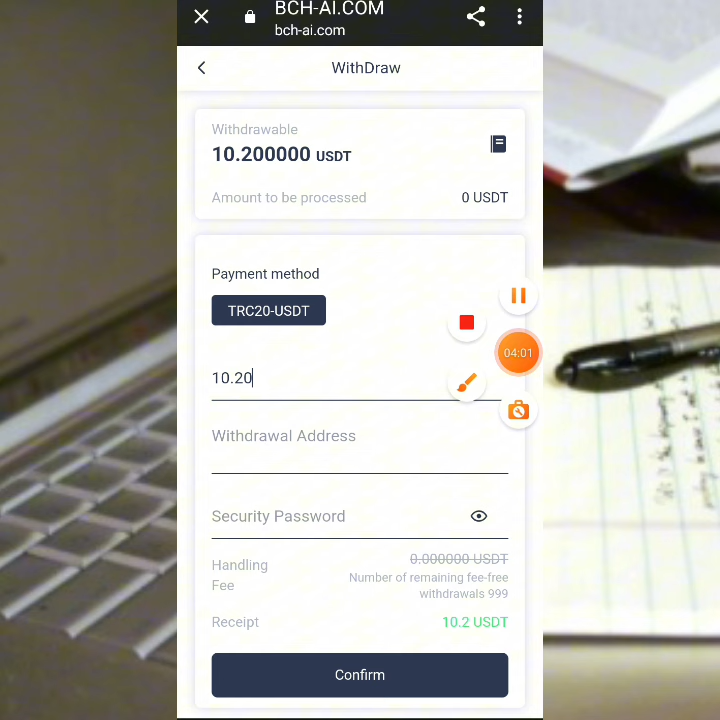 BCH-AI.COM
bch-ai.com
WithDraw
Withdrawable
10.200000 USDT
Amount to be processed
0 USDT
Payment method
TRC20-USDT
04:01
10.20
Withdrawal Address
Security Password
Handling
Fee
0.000000 USDT
Number of remaining fee-free
withdrawals 999
Receipt
10.2 USDT
Confirm